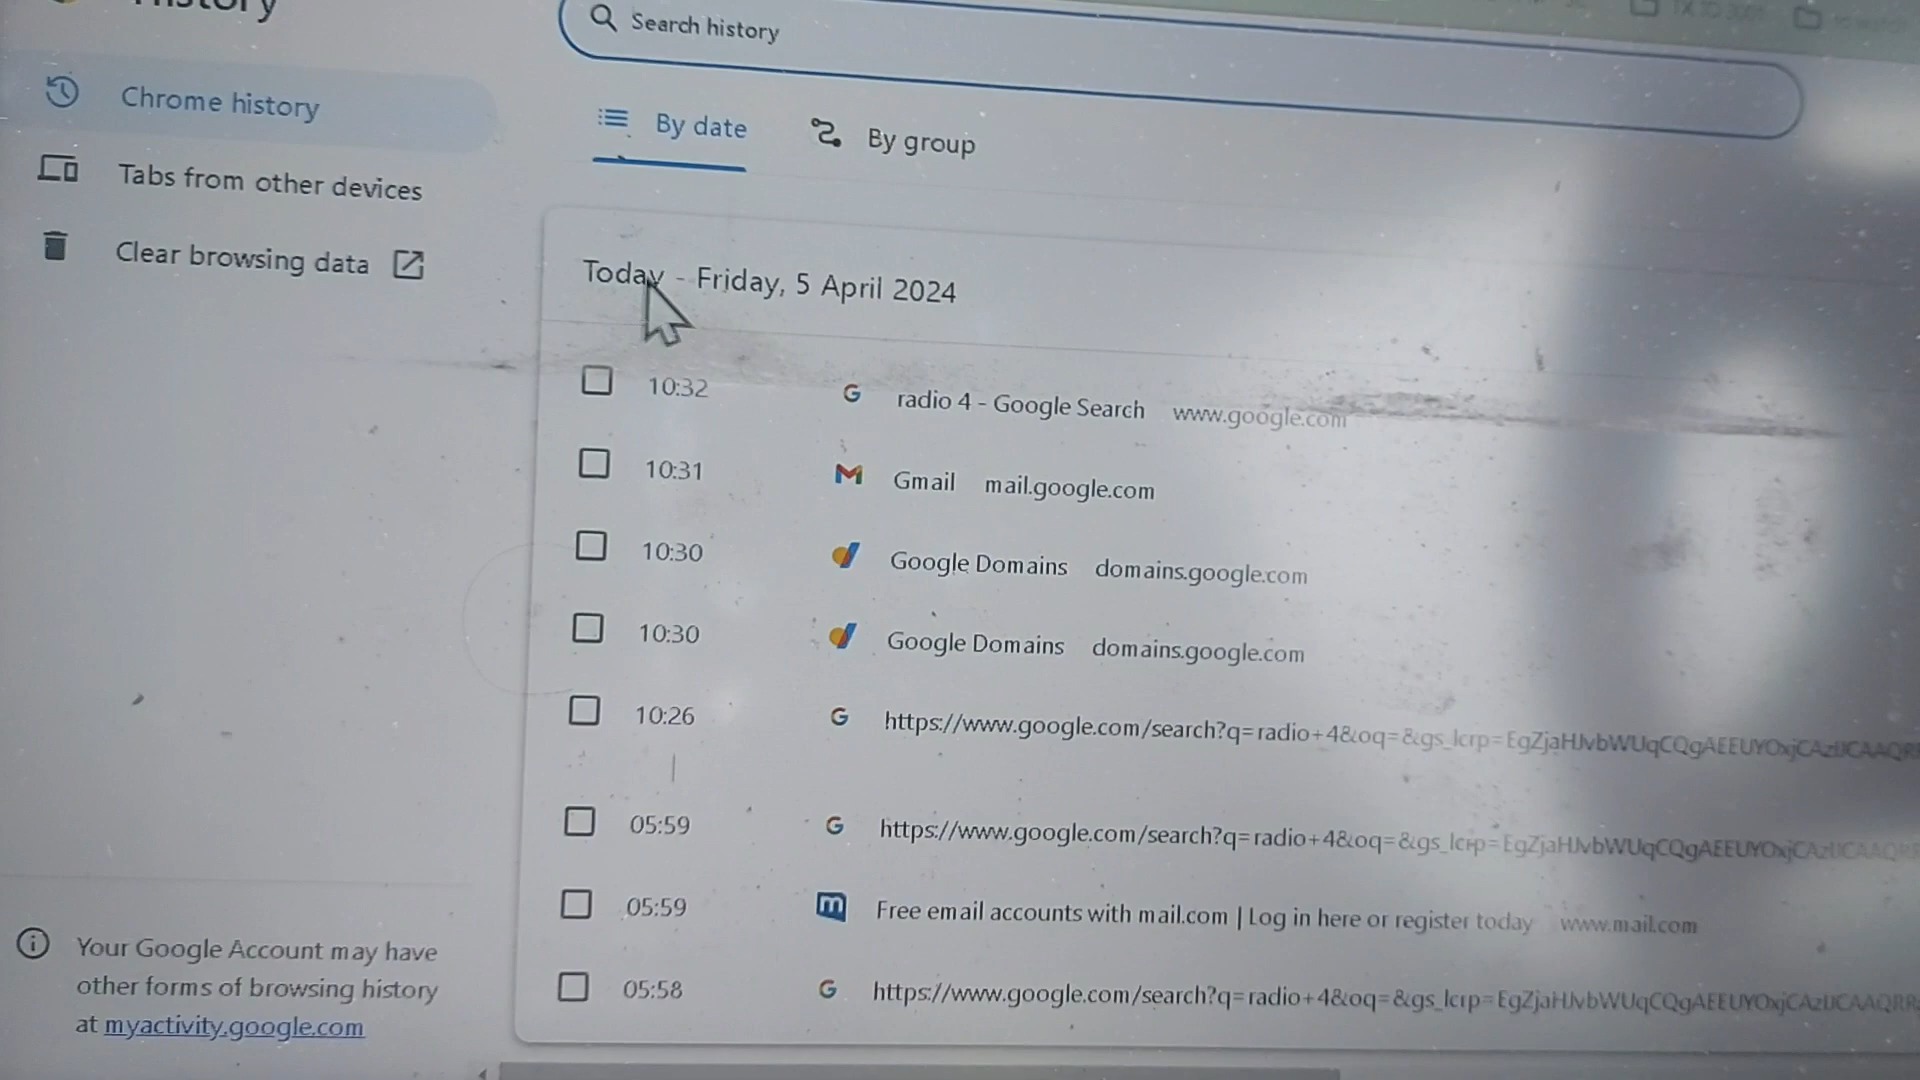 History
Search history
Chrome history
Tabs from other devices
Clear browsing data
By date
By group
Today - Friday, 5 April 2024
10:32 radio 4 - Google Search www.google.com
10:31 Gmail mail.google.com
10:30 Google Domains domains.google.com
10:30 Google Domains domains.google.com
10:26 https://www.google.com/search?q=radio+4&oq=&gs_lcrp=
05:59 https://www.google.com/search?q=radio+4&oq=&gs_lcrp=
05:59 Free email accounts with mail.com | Log in here or register today www.mail.com
05:58 https://www.google.com/search?q=radio+4&oq=&gs_lcrp=
Your Google Account may have
other forms of browsing history
at myactivity.google.com